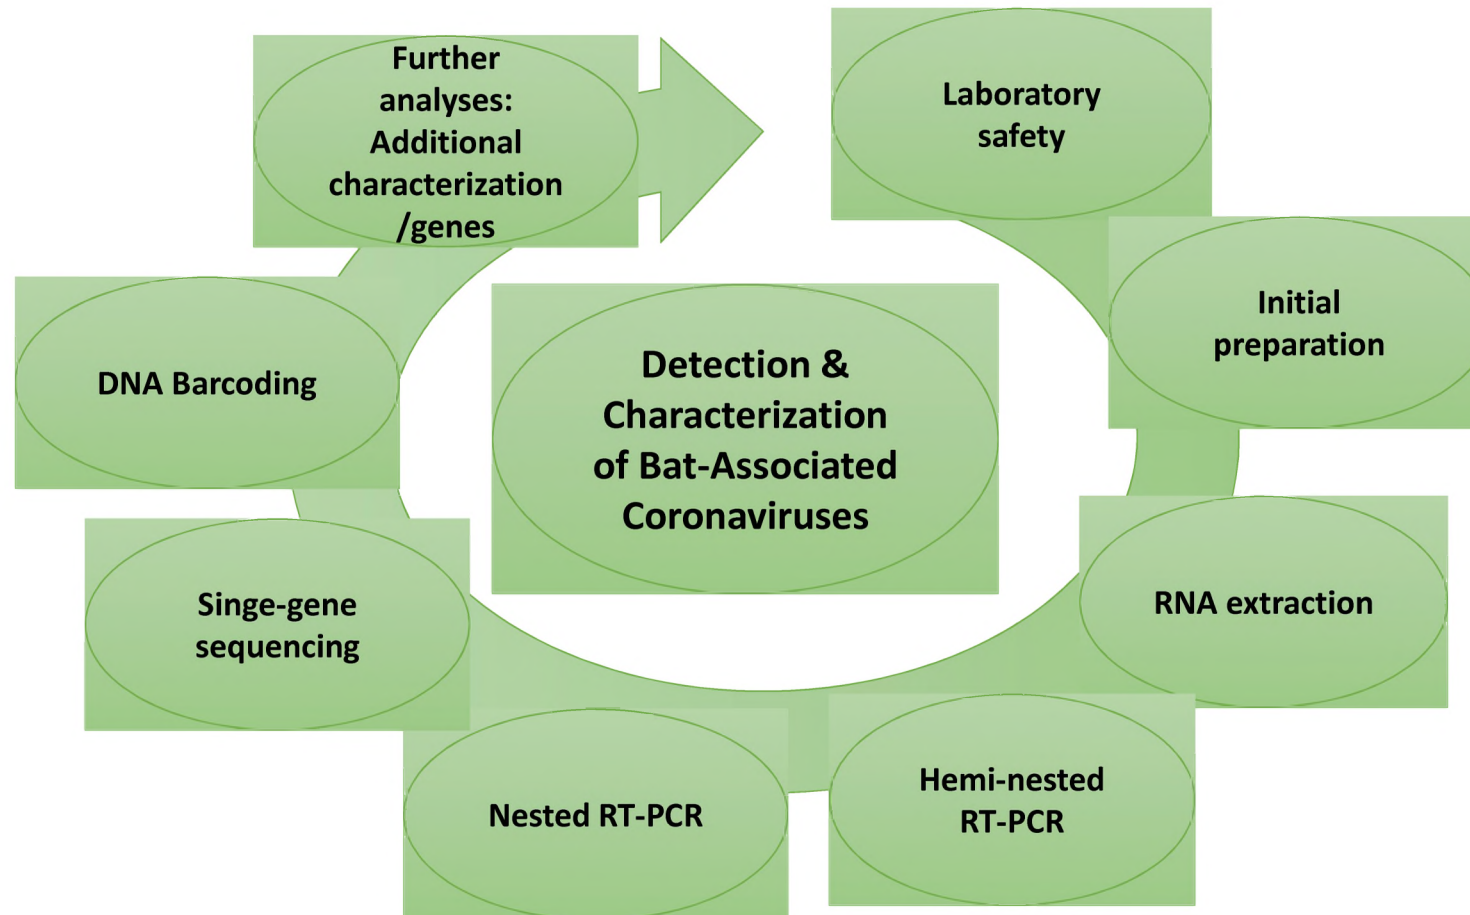 Further
analyses:
Additional
characterization
/genes
Laboratory
safety
Initial
preparation
DNA Barcoding
Detection &
Characterization
of Bat-Associated
Coronaviruses
RNA extraction
Singe-gene
sequencing
Nested RT-PCR
Hemi-nested
RT-PCR